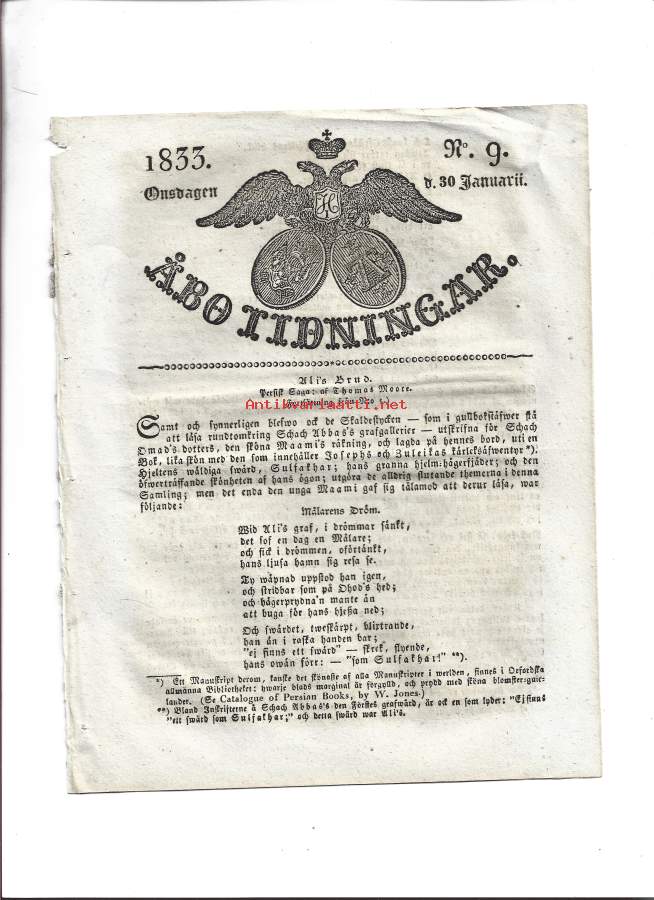 1833.
No. 9.
Onsdagen
d. 30 Januarii.
ÅBO TIDNINGAR.
Ali's Brud.
Persisk Saga: af Thomas Moore.
Antikvariaatti.net
Samt och synnerligen blefwo ock de Skaldestycken — som i gullbokstäfwer stå
att läsa rundtomkring Schach Abbas's grafgallerier — utskrifna för Schach
Omad's dotters, den sköna Maami's räkning, och lagda på hennes bord, uti en
Bok, lika skön med den som innehåller Josephs och Zuleikas kärleksäfwentyr *).
Hjeltens wäldiga swärd, Sulfakhar; hans granna hjelm-hägerfjäder; och den
öfwerträffande skönheten af hans ögon; utgöra de alldrig slutande themerna i denna
Samling; men det enda den unga Maami gaf sig tålamod att derur läsa, war
följande:
Målarens Dröm.
Wid Ali's graf, i drömmar sänkt,
det sof en dag en Målare;
och fick i drömmen, oförtänkt,
hans ljusa hamn sig resa se.
Ty wäpnad uppstod han igen,
och stridbar som på Ohod's hed;
och hägerprydna'n mante än
att buga för hans hjeßa ned;
Och swärdet, tweskärpt, blixtrande,
han än i raska handen bar;
"ej finns ett swärd" — skrek, flyende,
hans owän förr: — "som Sulfakhar!" **).
*) Ett Manuskript derom, kanske det skönaste af alla Manuskripter i werlden, finnes i Oxfordska
allmänna Bibliotheket: hwarje blads marginal är förgylld, och prydd med sköna blomster-guir-
lander. (Se Catalogue of Persian Books, by W. Jones.)
**) Bland Inskrifterne å Schach Abbas's den Förstes grafwård, är ock en som lyder: "Ej finns
"ett swärd som Sulfakhar;" och detta swärd war Ali's.